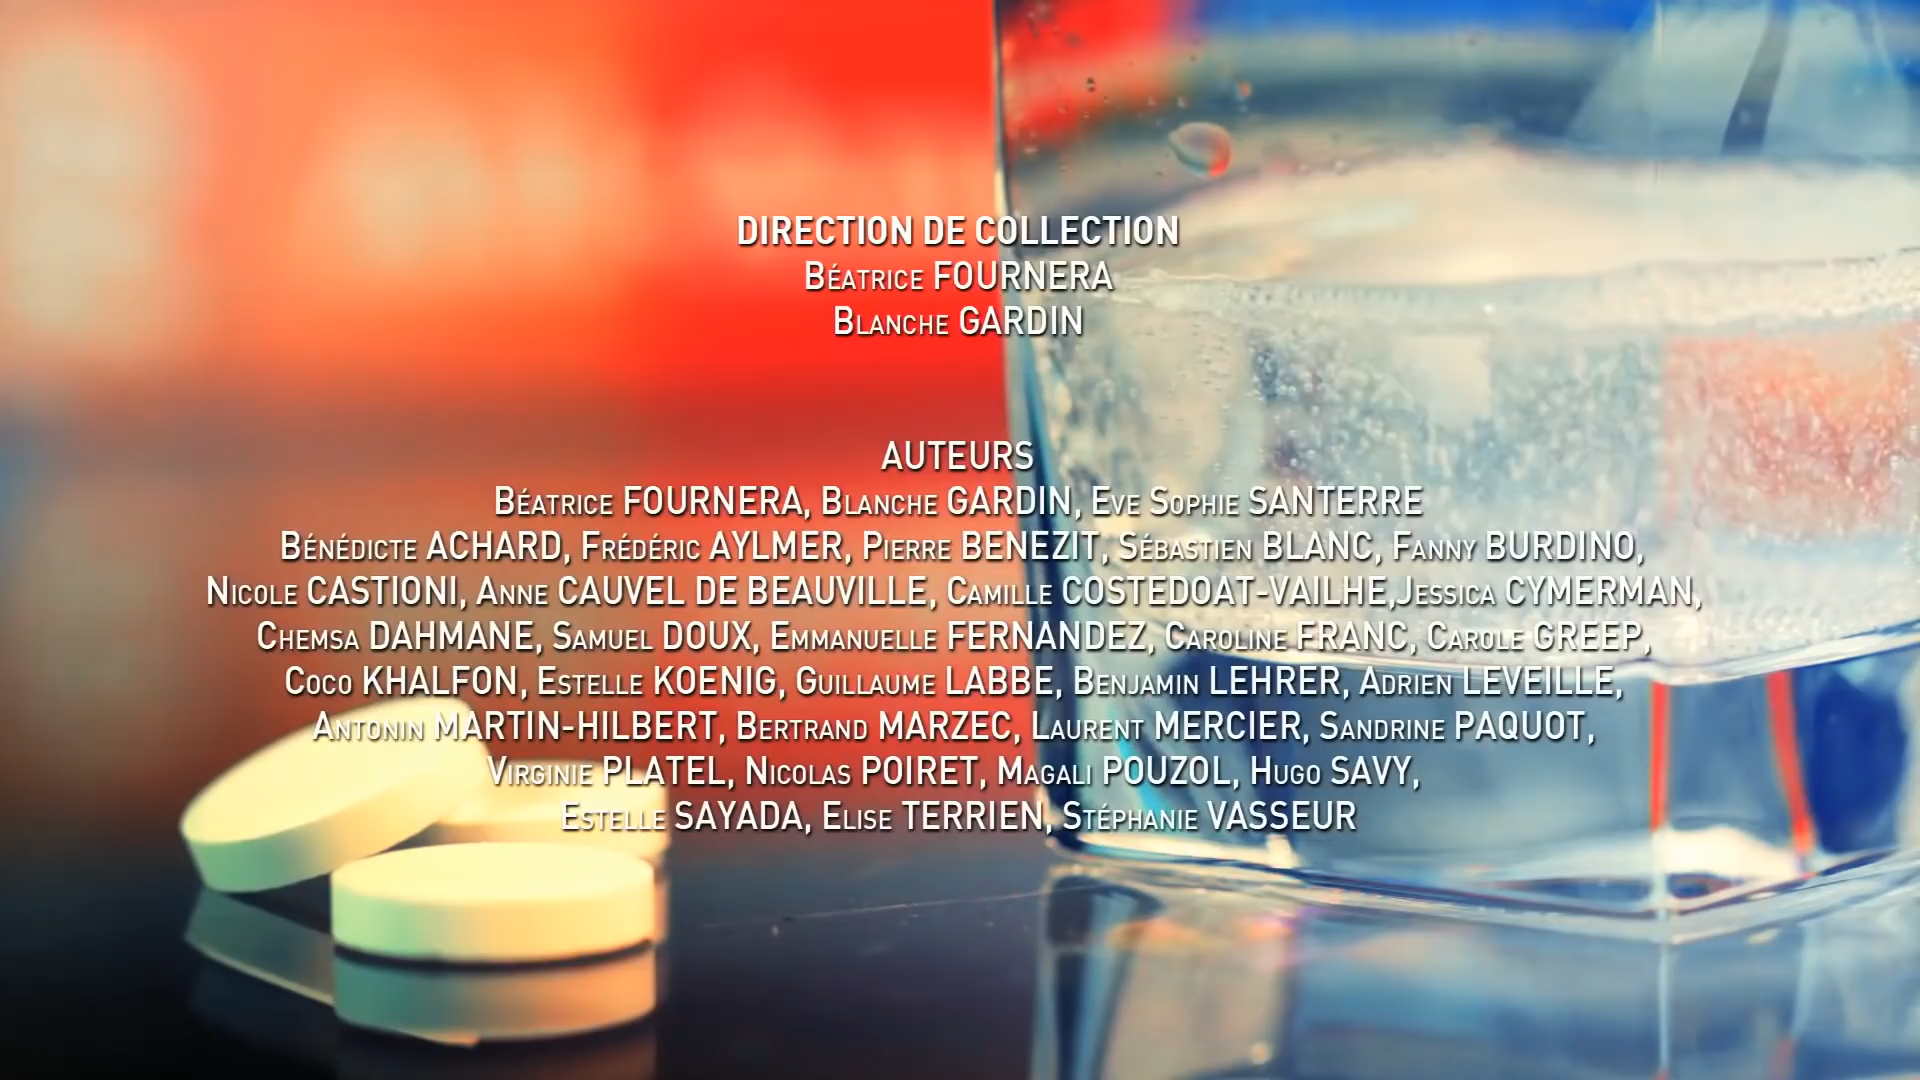 DIRECTION DE COLLECTION
BÉATRICE FOURNERA
BLANCHE GARDIN
AUTEURS
BÉATRICE FOURNERA, BLANCHE GARDIN, EVE SOPHIE SANTERRE
BÉNÉDICTE ACHARD, FRÉDÉRIC AYLMER, PIERRE BENEZIT, SÉBASTIEN BLANC, FANNY BURDINO,
NICOLE CASTIONI, ANNE CAUVEL DE BEAUVILLE, CAMILLE COSTEDOAT-VAILHE,JESSICA CYMERMAN,
CHEMSA DAHMANE, SAMUEL DOUX, EMMANUELLE FERNANDEZ, CAROLINE FRANC, CAROLE GREEP,
COCO KHALFON, ESTELLE KOENIG, GUILLAUME LABBE, BENJAMIN LEHRER, ADRIEN LEVEILLE,
ANTONIN MARTIN-HILBERT, BERTRAND MARZEC, LAURENT MERCIER, SANDRINE PAQUOT,
VIRGINIE PLATEL, NICOLAS POIRET, MAGALI POUZOL, HUGO SAVY,
ESTELLE SAYADA, ELISE TERRIEN, STÉPHANIE VASSEUR